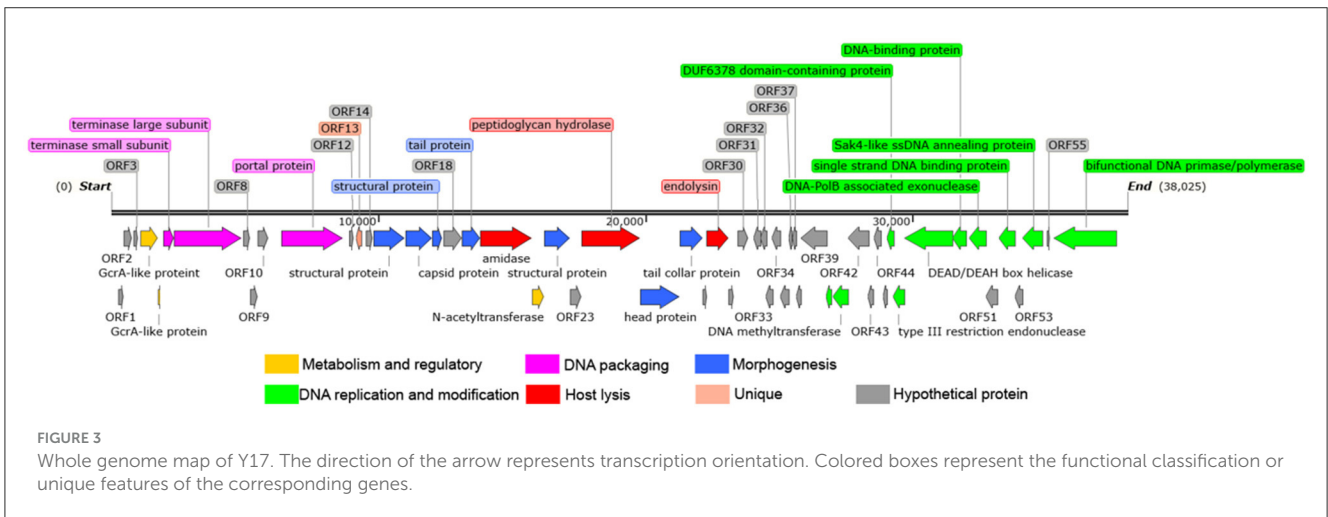 DNA-binding protein
DUF6378 domain-containing protein
ORF37
ORF14 ORF36
terminase large subunit ORF13 peptidoglycan hydrolase ORF32
terminase small subunit ORF12 tail protein ORF31 Sak4-like ssDNA annealing protein ORF55
ORF3 portal protein ORF18 ORF30 single strand DNA binding protein bifunctional DNA primase/polymerase
(0) Start ORF8 structural protein endolysin DNA-PolB associated exonuclease End (38,025)
10,000 20,000 30,000
amidase
ORF2 ORF39
GcrA-like proteint ORF10 structural protein capsid protein structural protein tail collar protein ORF34 ORF42 ORF44 DEAD/DEAH box helicase
ORF1 ORF9 N-acetyltransferase ORF23 head protein ORF33 ORF51 ORF53
GcrA-like protein DNA methyltransferase ORF43 type III restriction endonuclease
Metabolism and regulatory DNA packaging Morphogenesis
DNA replication and modification Host lysis Unique Hypothetical protein
FIGURE 3
Whole genome map of Y17. The direction of the arrow represents transcription orientation. Colored boxes represent the functional classification or
unique features of the corresponding genes.